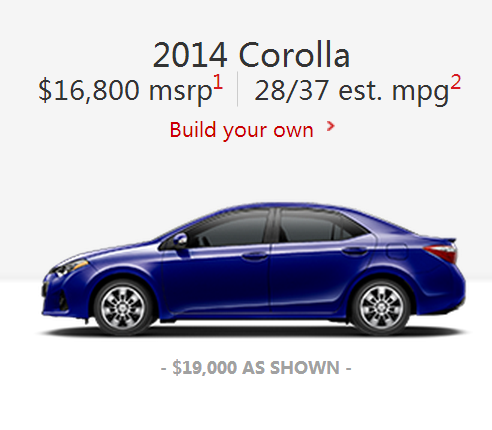 2014 Corolla
$16,800 msrp1 | 28/37 est. mpg2
Build your own >
- $19,000 AS SHOWN -